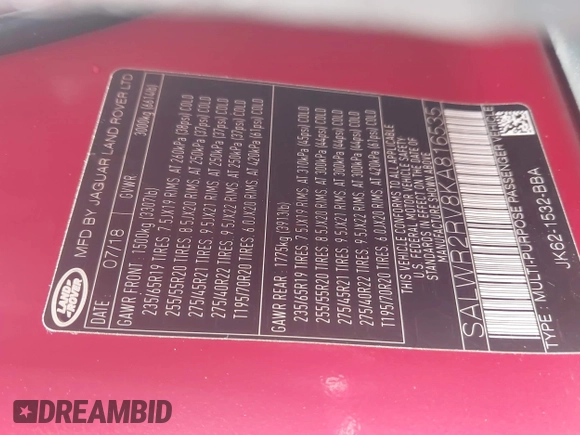 LAND
ROVER
MFD BY JAGUAR LAND ROVER LTD
DATE 07/18 GVWR 3000kg (6614lb)
GAWR FRONT 1500kg (3307lb)
235/65R19 TIRES 7.5JX19 RIMS AT 260kPa (38psi) COLD
255/55R20 TIRES 8.5JX20 RIMS AT 250kPa (37psi) COLD
275/45R21 TIRES 9.5JX21 RIMS AT 250kPa (37psi) COLD
275/40R22 TIRES 9.5JX22 RIMS AT 250kPa (37psi) COLD
T195/70R20 TIRES 6.0JX20 RIMS AT 420kPa (61psi) COLD
GAWR REAR 1775kg (3913lb)
235/65R19 TIRES 7.5JX19 RIMS AT 310kPa (45psi) COLD
255/55R20 TIRES 8.5JX20 RIMS AT 300kPa (44psi) COLD
275/45R21 TIRES 9.5JX21 RIMS AT 300kPa (44psi) COLD
275/40R22 TIRES 9.5JX22 RIMS AT 300kPa (44psi) COLD
T195/70R20 TIRES 6.0JX20 RIMS AT 420kPa (61psi) COLD
THIS VEHICLE CONFORMS TO ALL APPLICABLE
FEDERAL MOTOR VEHICLE SAFETY
STANDARDS IN EFFECT ON THE DATE OF
MANUFACTURE SHOWN ABOVE
SALWR2RV8KA816535
TYPE : MULTI-PURPOSE PASSENGER VEHICLE
JK62-1532-BBA
DREAMBID